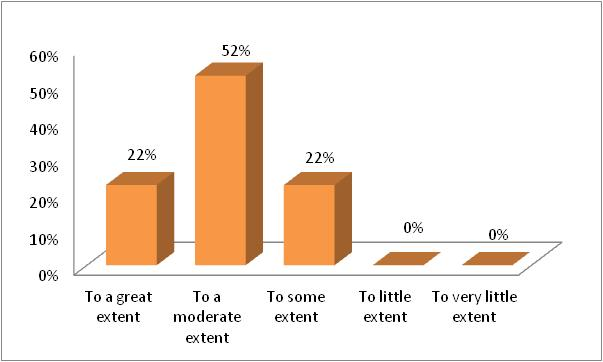 60%
50%
40%
30%
20%
10%
0%
22%
52%
22%
0%
0%
To a great
extent
To a
moderate
extent
To some
extent
To little
extent
To very little
extent